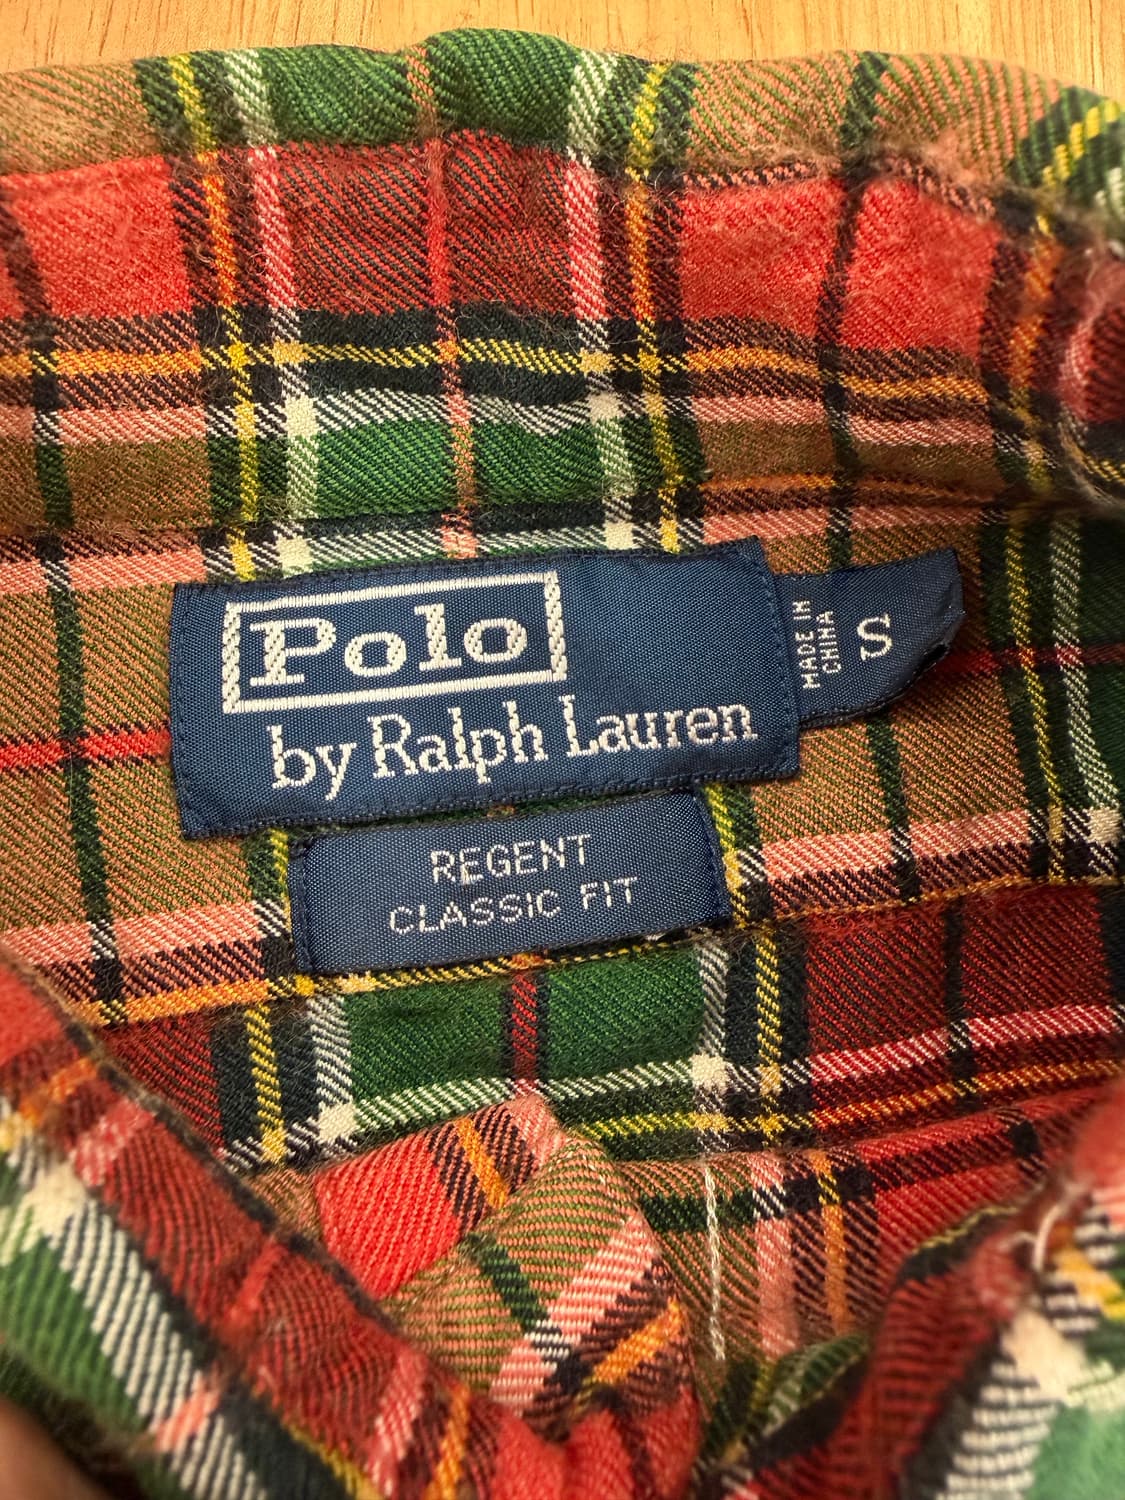 Polo
by Ralph Lauren
MADE IN
CHINA
S
REGENT
CLASSIC FIT